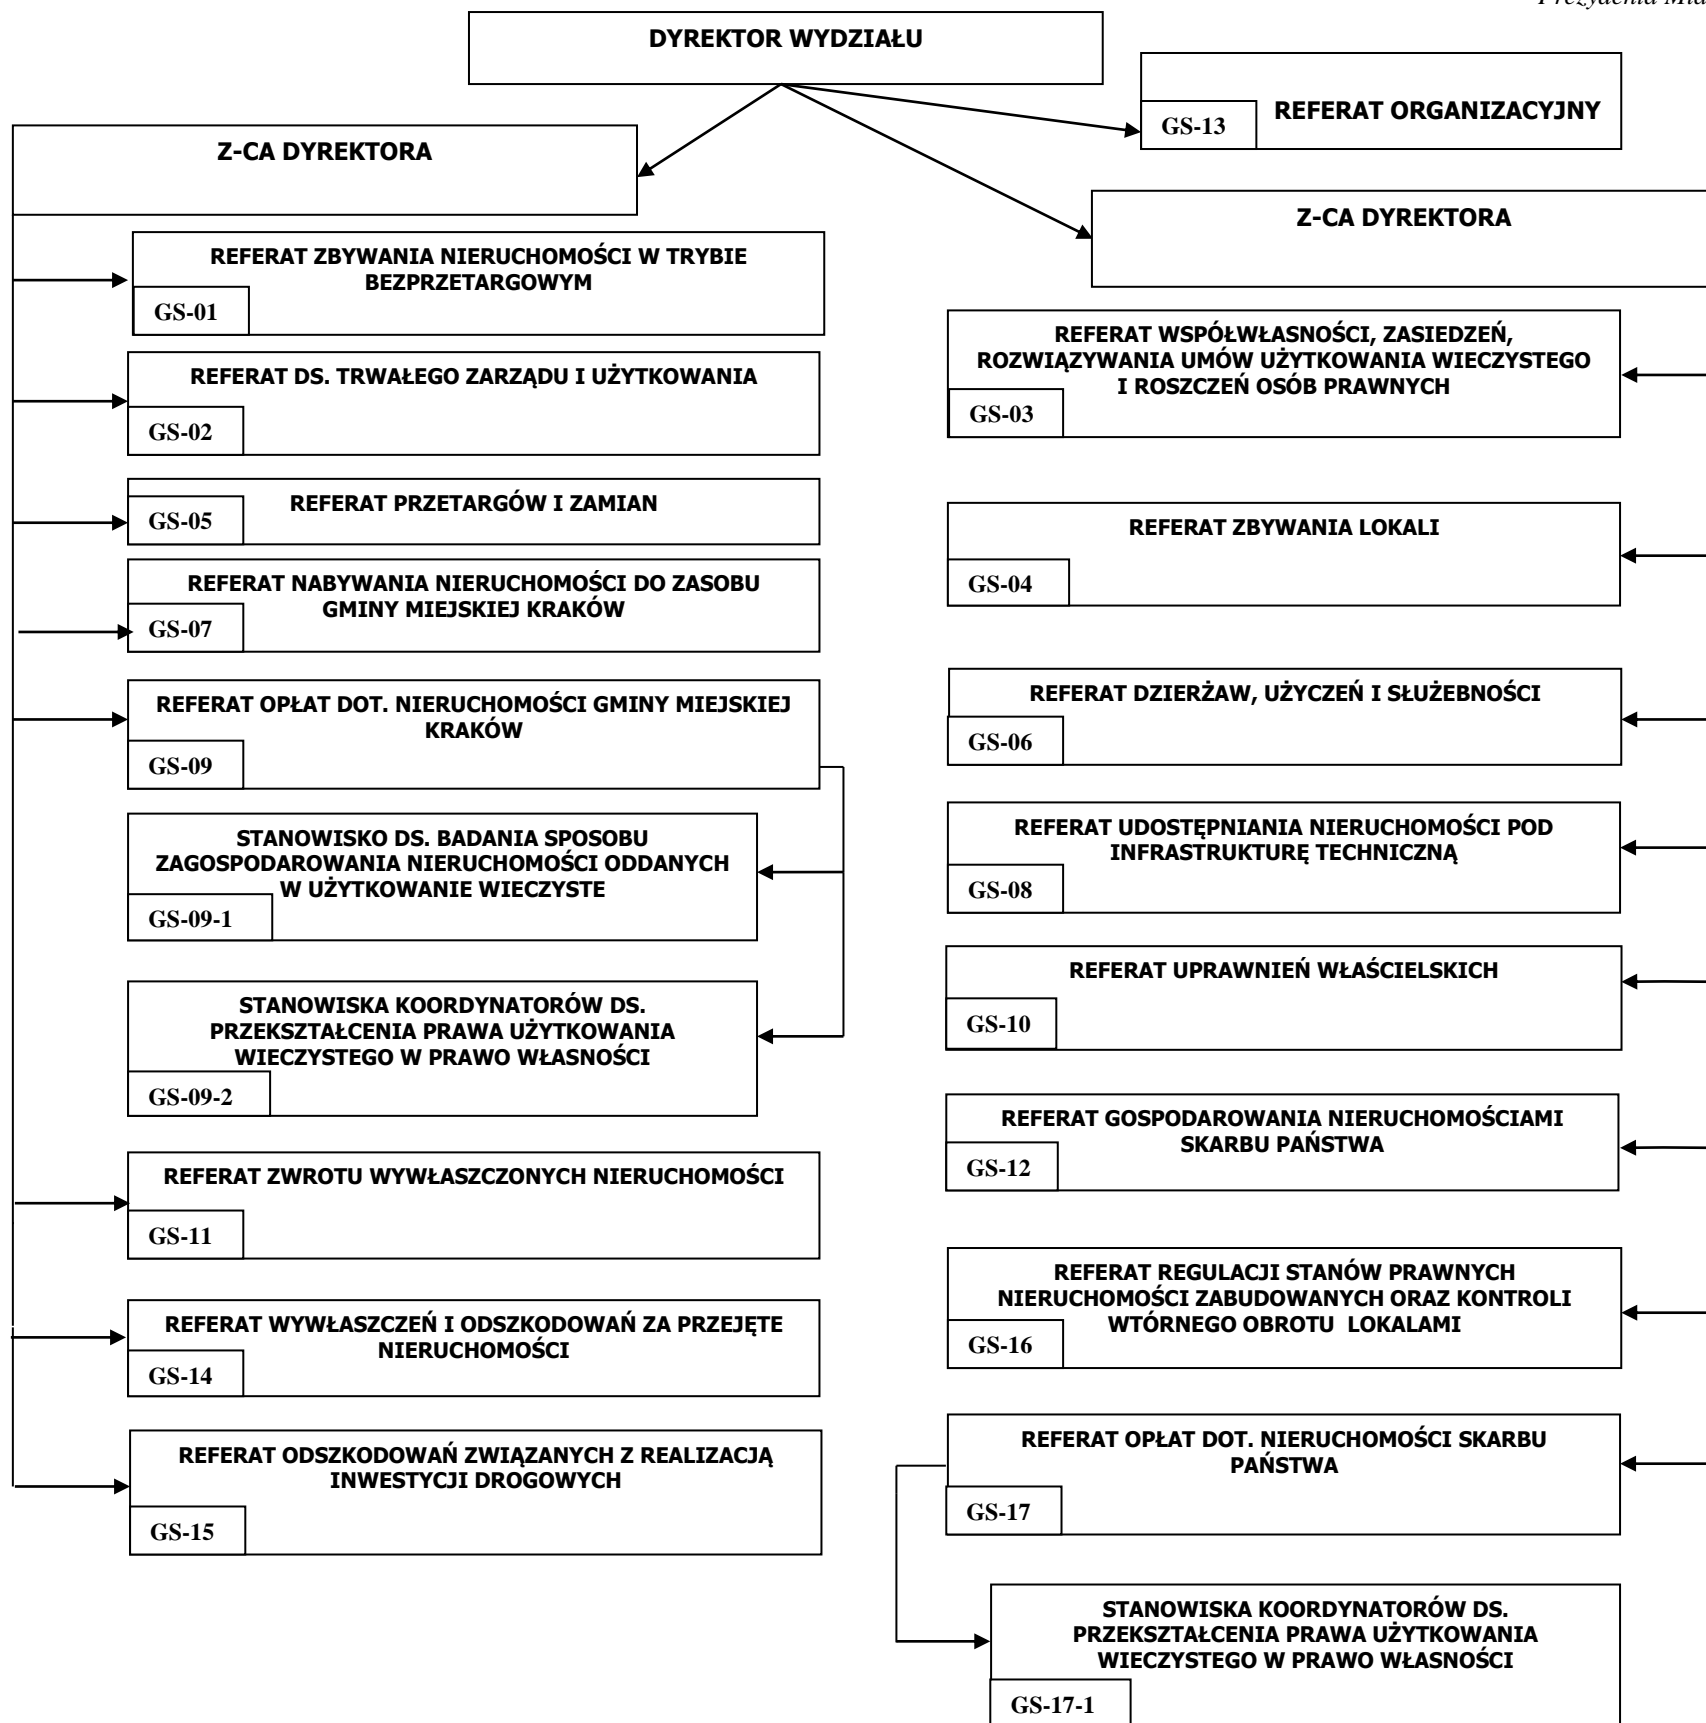 Prezydenta
DYREKTOR WYDZIAŁU
REFERAT ORGANIZACYJNY
GS-13
Z-CA DYREKTORA
Z-CA DYREKTORA
REFERAT ZBYWANIA NIERUCHOMOŚCI W TRYBIE
BEZPRZETARGOWYM
GS-01
REFERAT DS. TRWAŁEGO ZARZĄDU I UŻYTKOWANIA
GS-02
REFERAT PRZETARGÓW I ZAMIAN
GS-05
REFERAT NABYWANIA NIERUCHOMOŚCI DO ZASOBU
GMINY MIEJSKIEJ KRAKÓW
GS-07
REFERAT OPŁAT DOT. NIERUCHOMOŚCI GMINY MIEJSKIEJ
KRAKÓW
GS-09
STANOWISKO DS. BADANIA SPOSOBU
ZAGOSPODAROWANIA NIERUCHOMOŚCI ODDANYCH
W UŻYTKOWANIE WIECZYSTE
GS-09-1
STANOWISKA KOORDYNATORÓW DS.
PRZEKSZTAŁCENIA PRAWA UŻYTKOWANIA
WIECZYSTEGO W PRAWO WŁASNOŚCI
GS-09-2
REFERAT ZWROTU WYWŁASZCZONYCH NIERUCHOMOŚCI
GS-11
REFERAT WYWŁASZCZEŃ I ODSZKODOWAŃ ZA PRZEJĘTE
NIERUCHOMOŚCI
GS-14
REFERAT ODSZKODOWAŃ ZWIĄZANYCH Z REALIZACJĄ
INWESTYCJI DROGOWYCH
GS-15
REFERAT WSPÓŁWŁASNOŚCI, ZASIEDZEŃ,
ROZWIĄZYWANIA UMÓW UŻYTKOWANIA WIECZYSTEGO
I ROSZCZEŃ OSÓB PRAWNYCH
GS-03
REFERAT ZBYWANIA LOKALI
GS-04
REFERAT DZIERŻAW, UŻYCZEŃ I SŁUŻEBNOŚCI
GS-06
REFERAT UDOSTĘPNIANIA NIERUCHOMOŚCI POD
INFRASTRUKTURĘ TECHNICZNĄ
GS-08
REFERAT UPRAWNIEŃ WŁAŚCIELSKICH
GS-10
REFERAT GOSPODAROWANIA NIERUCHOMOŚCIAMI
SKARBU PAŃSTWA
GS-12
REFERAT REGULACJI STANÓW PRAWNYCH
NIERUCHOMOŚCI ZABUDOWANYCH ORAZ KONTROLI
WTÓRNEGO OBROTU LOKALAMI
GS-16
REFERAT OPŁAT DOT. NIERUCHOMOŚCI SKARBU
PAŃSTWA
GS-17
STANOWISKA KOORDYNATORÓW DS.
PRZEKSZTAŁCENIA PRAWA UŻYTKOWANIA
WIECZYSTEGO W PRAWO WŁASNOŚCI
GS-17-1